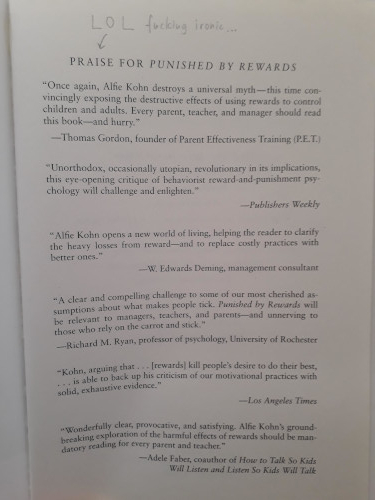 LOL fucking ironic...
PRAISE FOR PUNISHED BY REWARDS
"Once again, Alfie Kohn destroys a universal myth—this time con-
vincingly exposing the destructive effects of using rewards to control
children and adults. Every parent, teacher, and manager should read
this book—and hurry."
—Thomas Gordon, founder of Parent Effectiveness Training (P.E.T.)
"Unorthodox, occasionally utopian, revolutionary in its implications,
this eye-opening critique of behaviorist reward-and-punishment psy-
chology will challenge and enlighten."
—Publishers Weekly
"Alfie Kohn opens a new world of living, helping the reader to clarify
the heavy losses from reward—and to replace costly practices with
better ones."
—W. Edwards Deming, management consultant
"A clear and compelling challenge to some of our most cherished as-
sumptions about what makes people tick. Punished by Rewards will
be relevant to managers, teachers, and parents—and unnerving to
those who rely on the carrot and stick."
—Richard M. Ryan, professor of psychology, University of Rochester
"Kohn, arguing that . . . [rewards] kill people's desire to do their best,
. . . is able to back up his criticism of our motivational practices with
solid, exhaustive evidence."
—Los Angeles Times
"Wonderfully clear, provocative, and satisfying. Alfie Kohn's ground-
breaking exploration of the harmful effects of rewards should be man-
datory reading for every parent and teacher."
—Adele Faber, coauthor of How to Talk So Kids
Will Listen and Listen So Kids Will Talk